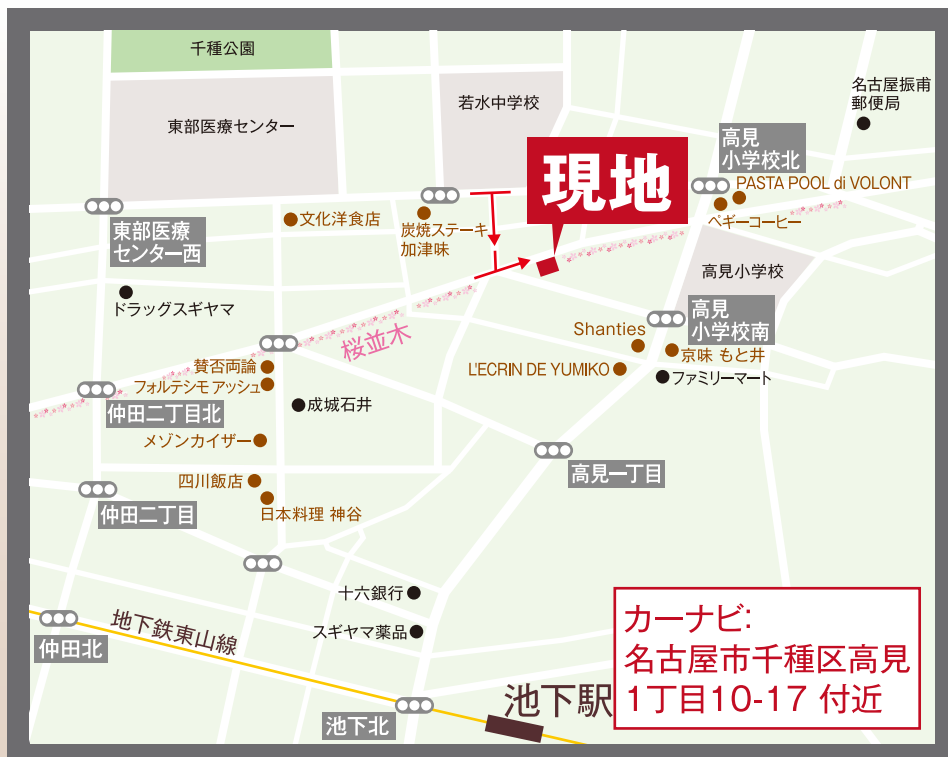 千種公園
東部医療センター
若水中学校
名古屋振甫
郵便局
高見
小学校北
現地
PASTA POOL di VOLONT
ペギーコーヒー
文化洋食店
炭焼ステーキ
加津味
東部医療
センター西
高見小学校
ドラッグスギヤマ
桜並木
高見
小学校南
Shanties
京味 もと井
L'ECRIN DE YUMIKO
ファミリーマート
賛否両論
フォルテシモ アッシュ
仲田二丁目北
成城石井
メゾンカイザー
高見一丁目
四川飯店
仲田二丁目
日本料理 神谷
十六銀行
スギヤマ薬品
地下鉄東山線
仲田北
池下北
池下駅
カーナビ:
名古屋市千種区高見
1丁目10-17 付近